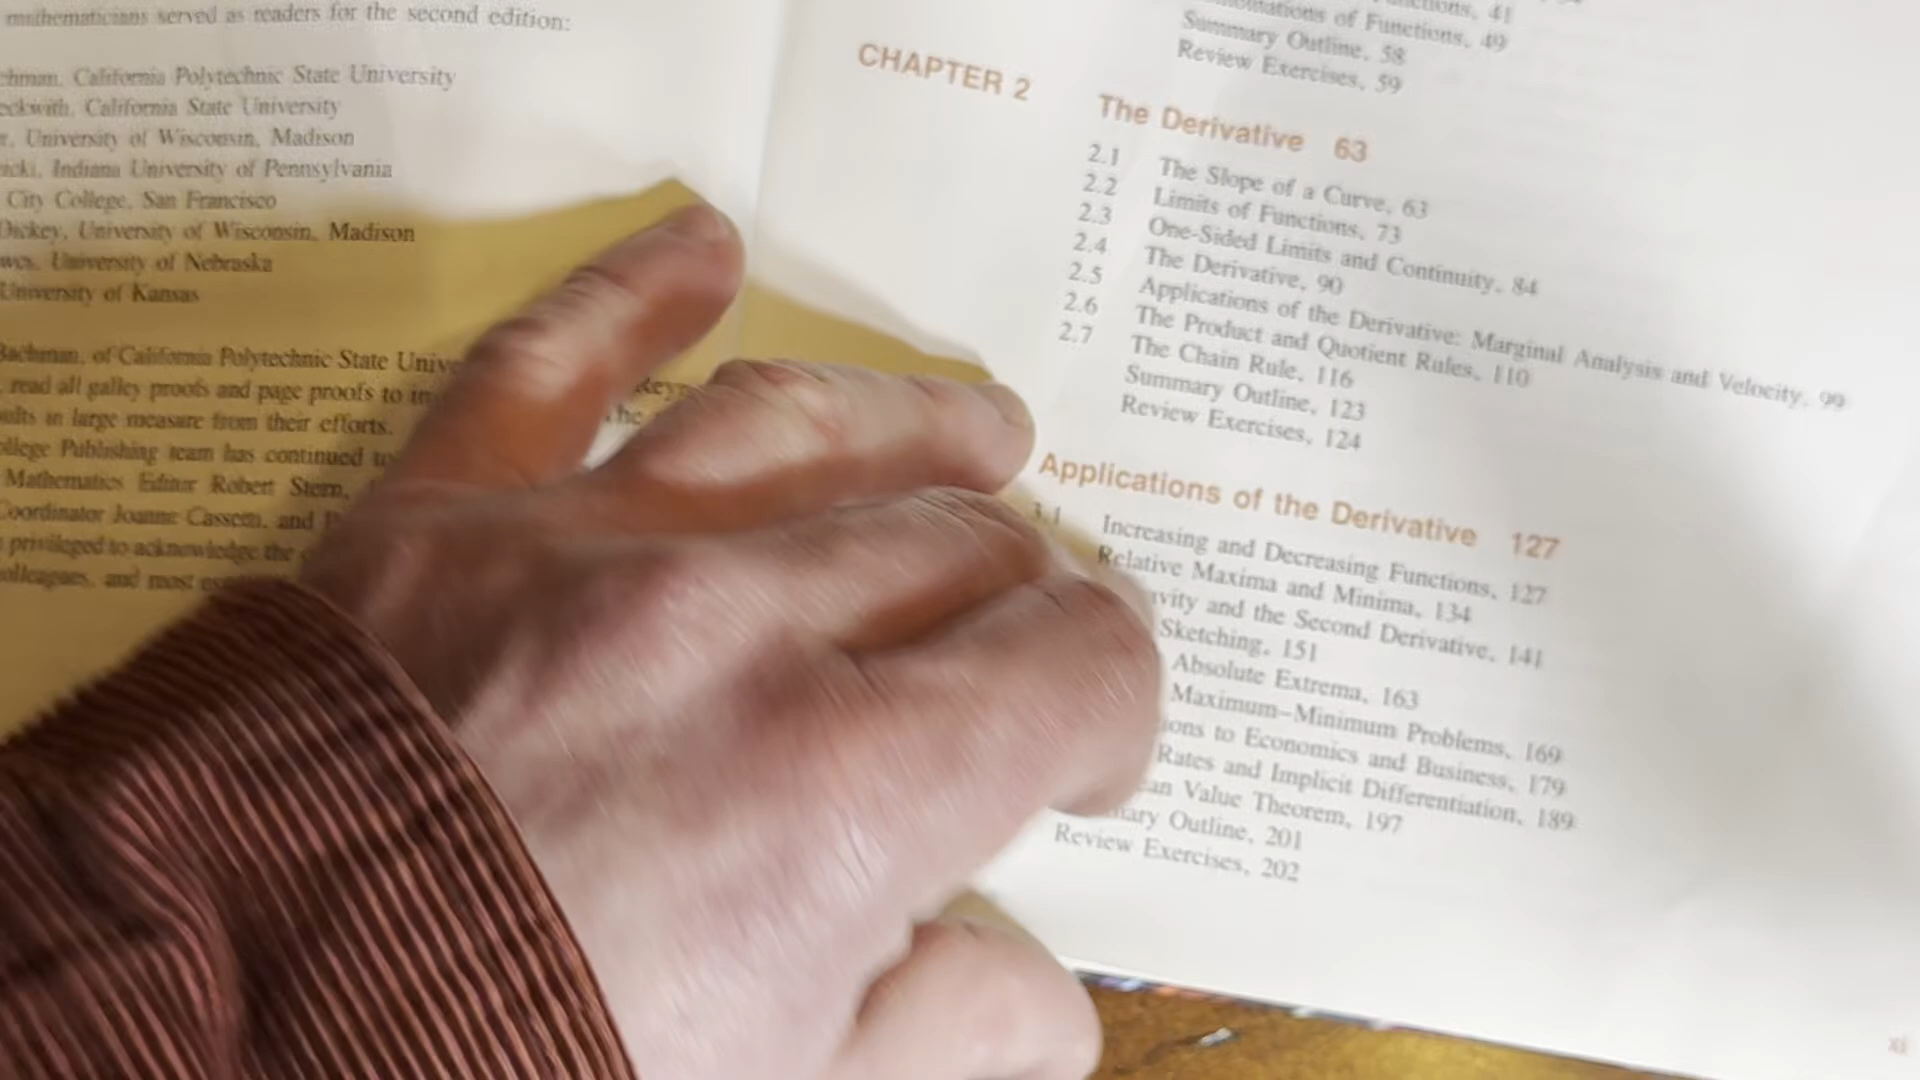 mathematicians served as readers for the second edition:
California Polytechnic State University
California State University
University of Wisconsin, Madison
Indiana University of Pennsylvania
City College, San Francisco
Dickey, University of Wisconsin, Madison
University of Nebraska
University of Kansas
Bachman, of California Polytechnic State
read all galley proofs and page proofs to
in large measure from their efforts.
Publishing team has continued
Mathematics Editor Robert Stern,
Coordinator Joanne Cassem, and
privileged to acknowledge the
colleagues, and most
41
of Functions, 49
Summary Outline, 58
Review Exercises, 59
CHAPTER 2
The Derivative 63
2.1 The Slope of a Curve, 63
2.2 Limits of Functions, 73
2.3 One-Sided Limits and Continuity, 84
2.4 The Derivative, 90
2.5 Applications of the Derivative: Marginal Analysis and Velocity, 99
2.6 The Product and Quotient Rules, 110
2.7 The Chain Rule, 116
Summary Outline, 123
Review Exercises, 124
Applications of the Derivative 127
3.1 Increasing and Decreasing Functions, 127
Relative Maxima and Minima, 134
and the Second Derivative, 141
Sketching, 151
Absolute Extrema, 163
Maximum–Minimum Problems, 169
to Economics and Business, 179
Rates and Implicit Differentiation, 189
Value Theorem, 197
Outline, 201
Review Exercises, 202
xi